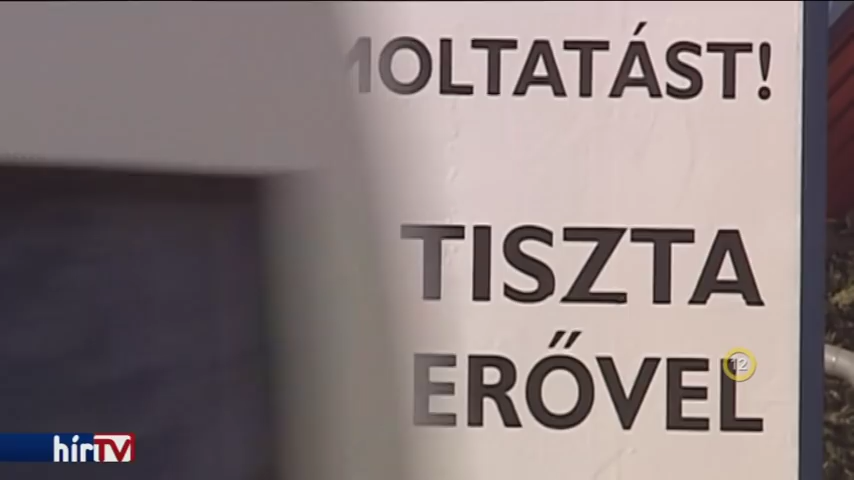 MOLTATÁST!
TISZTA
ERŐVEL
12
hírTV